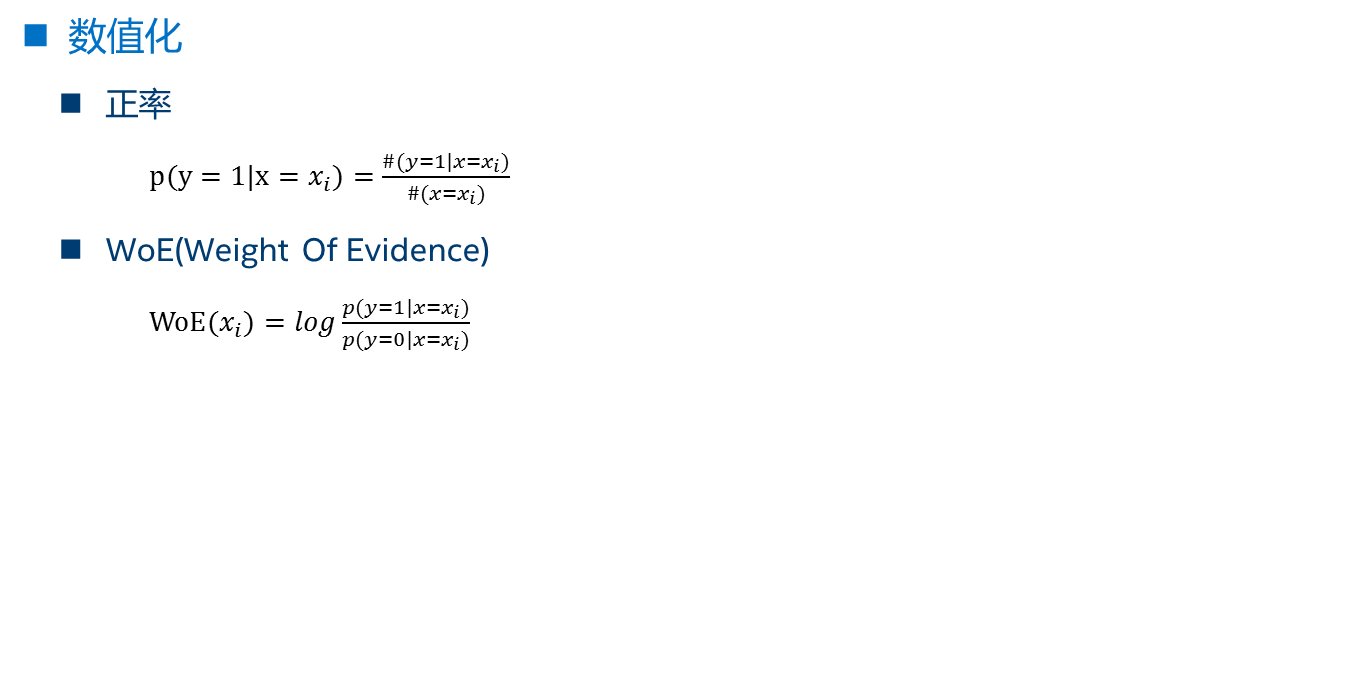 数值化
正率
p(y = 1|x = xᵢ) = #(y=1|x=xᵢ) / #(x=xᵢ)
WoE(Weight Of Evidence)
WoE(xᵢ) = log p(y=1|x=xᵢ) / p(y=0|x=xᵢ)